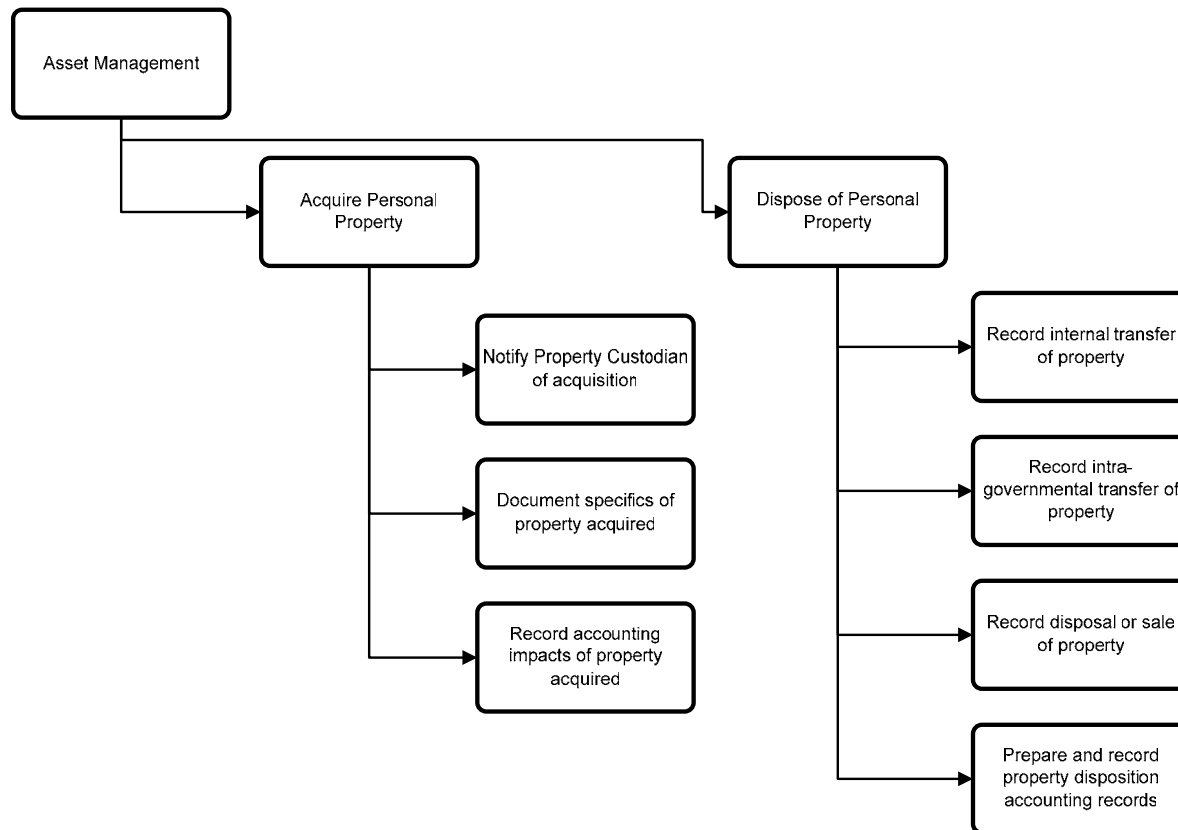 Asset Management
Acquire Personal
Property
Dispose of Personal
Property
Notify Property Custodian
of acquisition
Document specifics of
property acquired
Record accounting
impacts of property
acquired
Record internal transfer
of property
Record intra-
governmental transfer of
property
Record disposal or sale
of property
Prepare and record
property disposition
accounting records